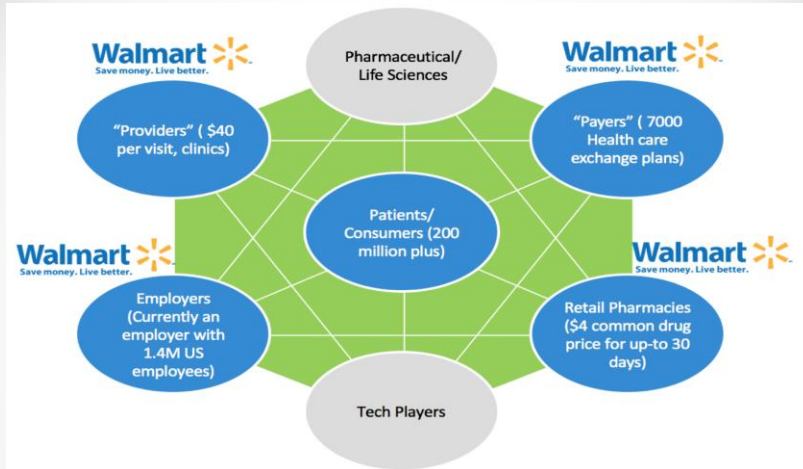 Walmart
Save money. Live better.
Pharmaceutical/
Life Sciences
Walmart
Save money. Live better.
"Providers" ( $40
per visit, clinics)
"Payers" ( 7000
Health care
exchange plans)
Patients/
Consumers (200
million plus)
Walmart
Save money. Live better.
Walmart
Save money. Live better.
Employers
(Currently an
employer with
1.4M US
employees)
Retail Pharmacies
($4 common drug
price for up-to 30
days)
Tech Players